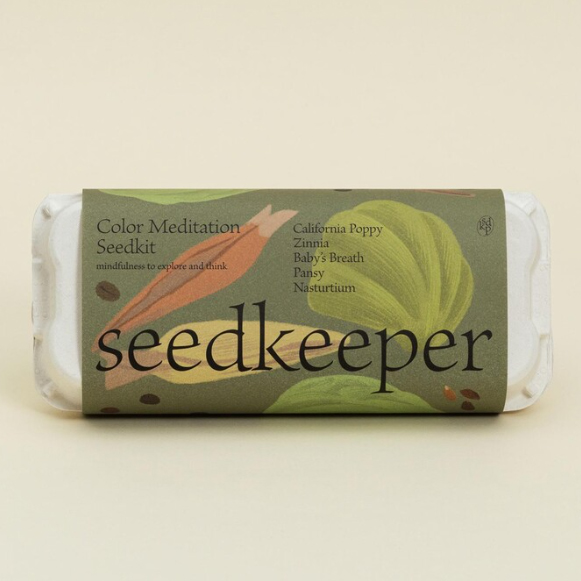 Color Meditation
Seedkit
mindfulness to explore and think
California Poppy
Zinnia
Baby's Breath
Pansy
Nasturtium
seedkeeper